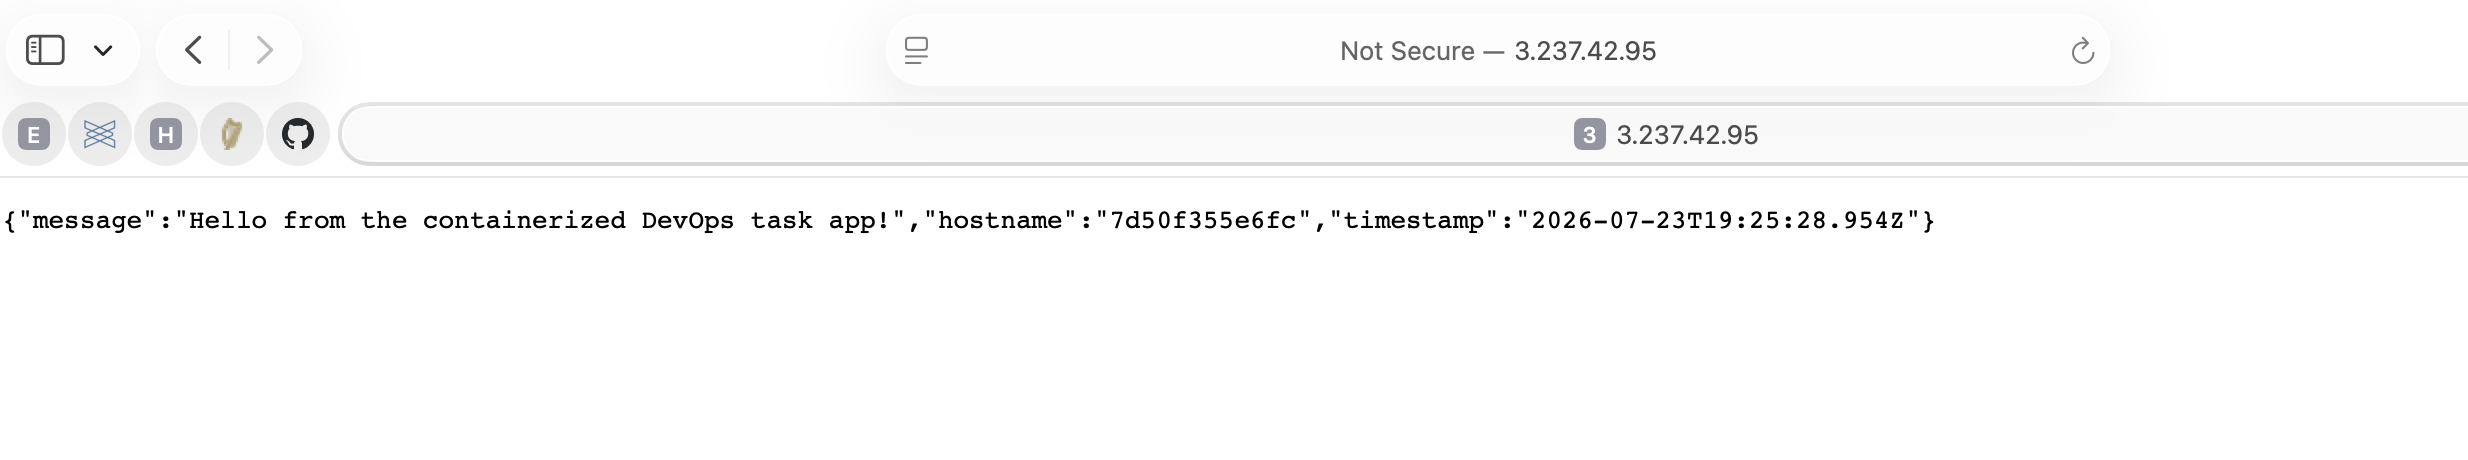 Not Secure — 3.237.42.95
E H 3 3.237.42.95
{"message":"Hello from the containerized DevOps task app!","hostname":"7d50f355e6fc","timestamp":"2026-07-23T19:25:28.954Z"}